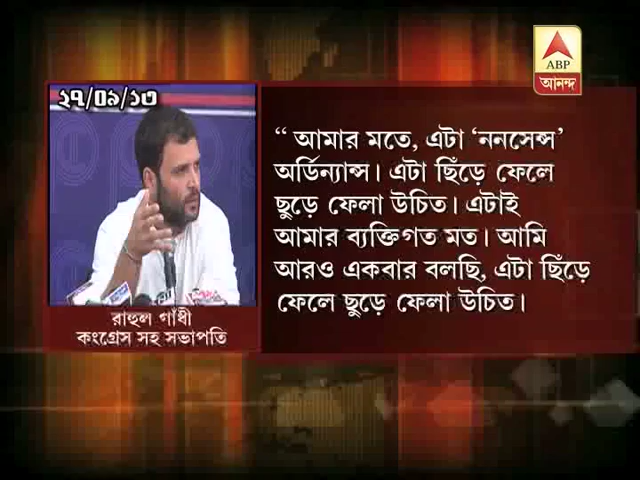 ABP
আনন্দ
২৭/০৯/১৩
“ আমার মতে, এটা ‘ননসেন্স’
অর্ডিন্যান্স। এটা ছিঁড়ে ফেলে
ছুড়ে ফেলা উচিত। এটাই
আমার ব্যক্তিগত মত। আমি
আরও একবার বলছি, এটা ছিঁড়ে
ফেলে ছুড়ে ফেলা উচিত।
রাহুল গাঁধী
কংগ্রেস সহ সভাপতি